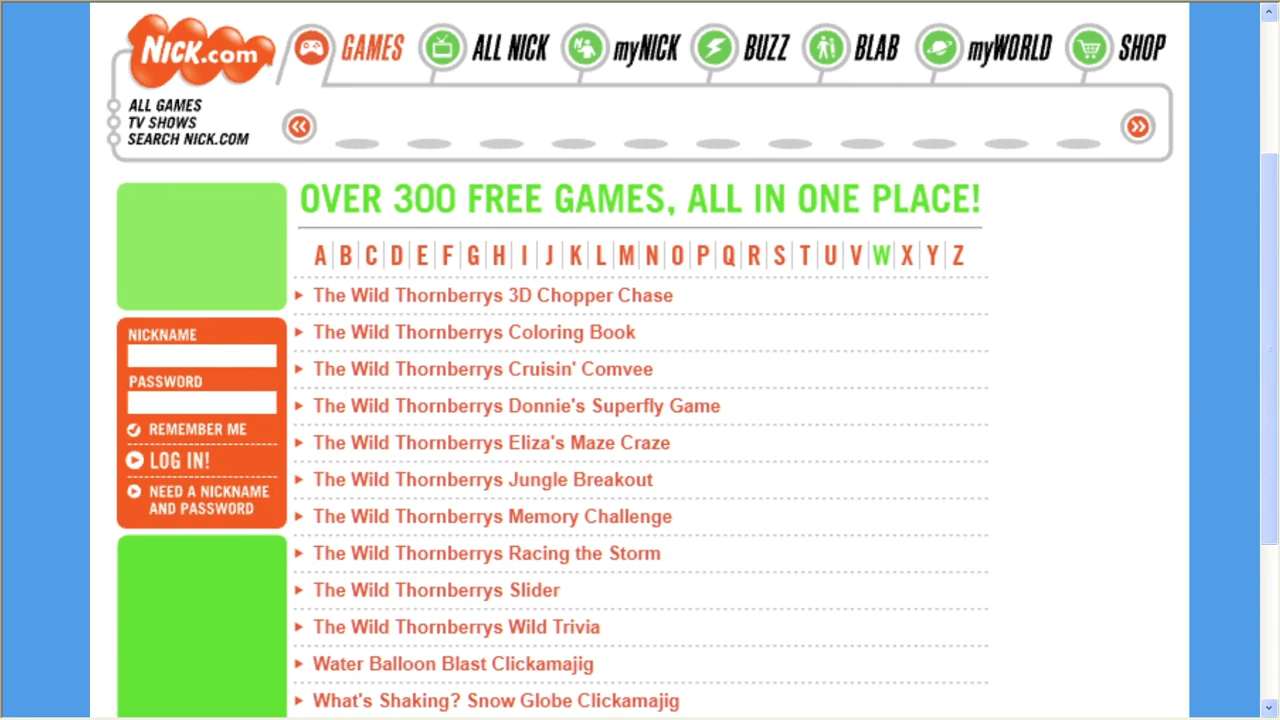 NICK.com
GAMES
ALL NICK
myNICK
BUZZ
BLAB
myWORLD
SHOP
ALL GAMES
TV SHOWS
SEARCH NICK.COM
OVER 300 FREE GAMES, ALL IN ONE PLACE!
A B C D E F G H I J K L M N O P Q R S T U V W X Y Z
The Wild Thornberrys 3D Chopper Chase
The Wild Thornberrys Coloring Book
The Wild Thornberrys Cruisin' Comvee
The Wild Thornberrys Donnie's Superfly Game
The Wild Thornberrys Eliza's Maze Craze
The Wild Thornberrys Jungle Breakout
The Wild Thornberrys Memory Challenge
The Wild Thornberrys Racing the Storm
The Wild Thornberrys Slider
The Wild Thornberrys Wild Trivia
Water Balloon Blast Clickamajig
What's Shaking? Snow Globe Clickamajig
NICKNAME
PASSWORD
REMEMBER ME
LOG IN!
NEED A NICKNAME
AND PASSWORD